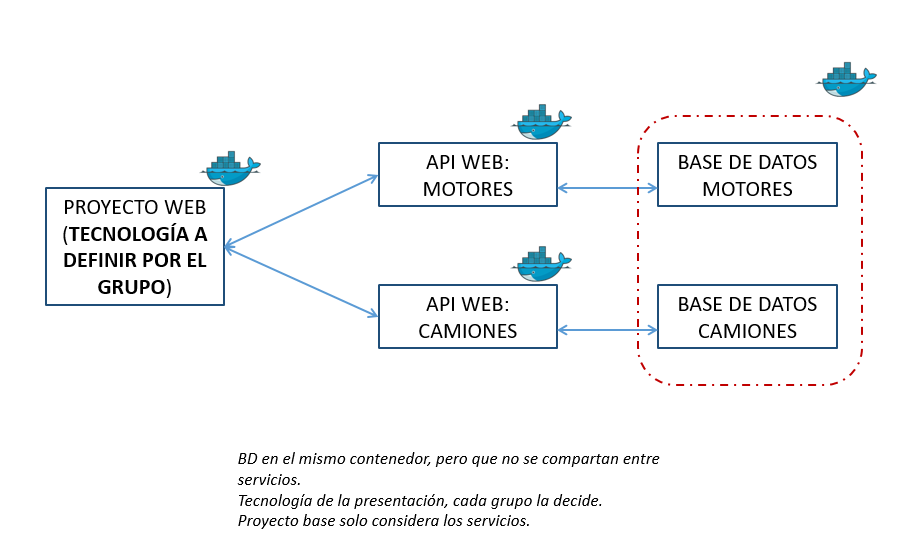 PROYECTO WEB
(TECNOLOGÍA A
DEFINIR POR EL
GRUPO)
API WEB:
MOTORES
BASE DE DATOS
MOTORES
API WEB:
CAMIONES
BASE DE DATOS
CAMIONES
BD en el mismo contenedor, pero que no se compartan entre
servicios.
Tecnología de la presentación, cada grupo la decide.
Proyecto base solo considera los servicios.